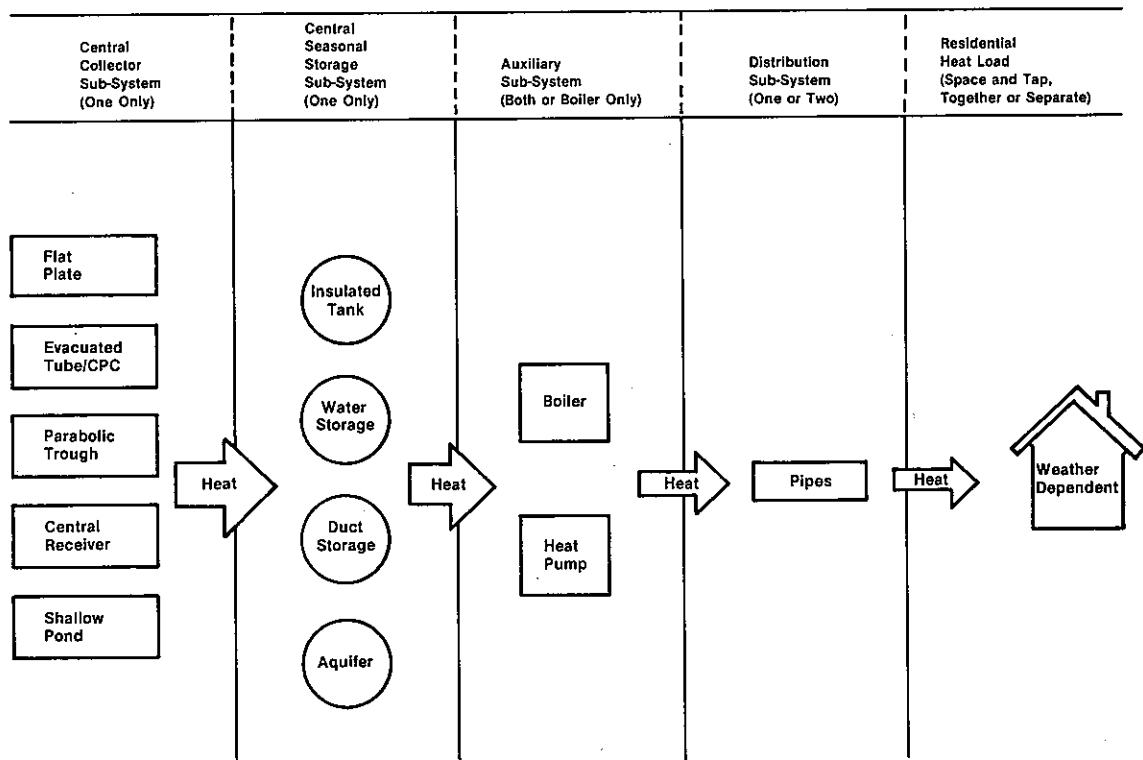 Central
Collector
Sub-System
(One Only)
Central
Seasonal
Storage
Sub-System
(One Only)
Auxiliary
Sub-System
(Both or Boiler Only)
Distribution
Sub-System
(One or Two)
Residential
Heat Load
(Space and Tap,
Together or Separate)
Flat
Plate
Evacuated
Tube/CPC
Parabolic
Trough
Central
Receiver
Shallow
Pond
Heat
Insulated
Tank
Water
Storage
Duct
Storage
Aquifer
Heat
Boiler
Heat
Pump
Heat
Pipes
Heat
Weather
Dependent